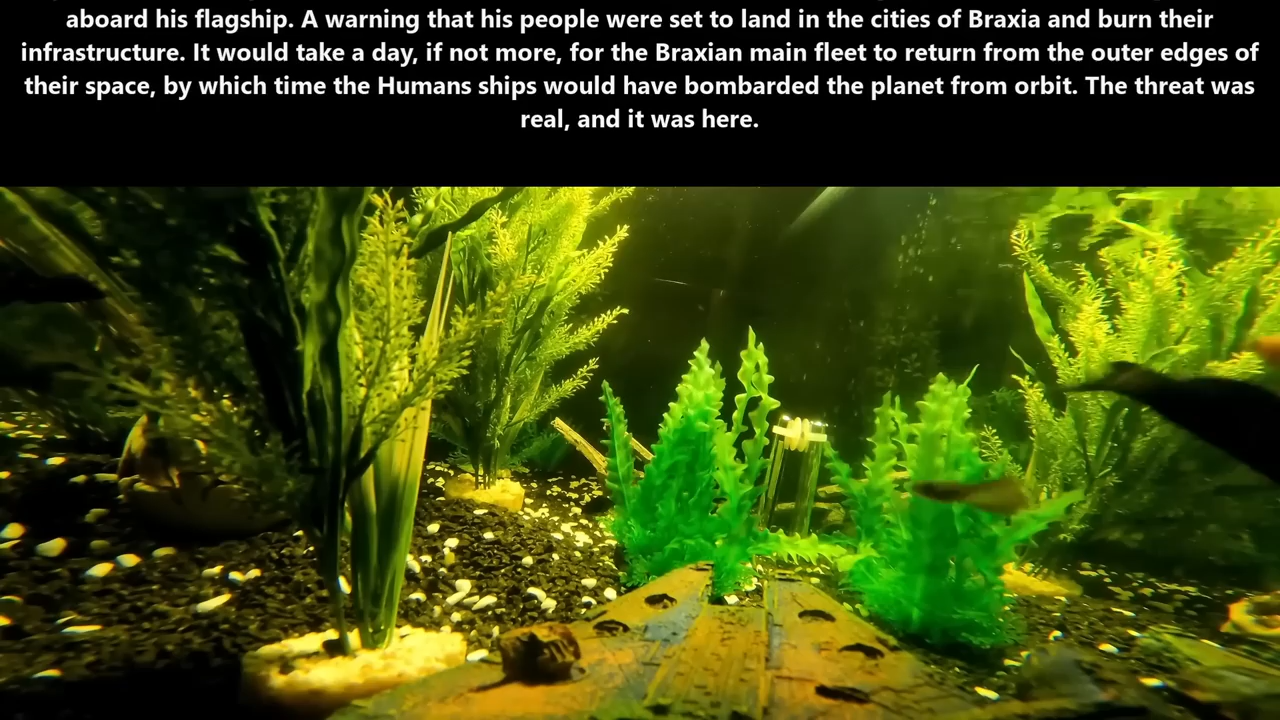 aboard his flagship. A warning that his people were set to land in the cities of Braxia and burn their
infrastructure. It would take a day, if not more, for the Braxian main fleet to return from the outer edges of
their space, by which time the Humans ships would have bombarded the planet from orbit. The threat was
real, and it was here.